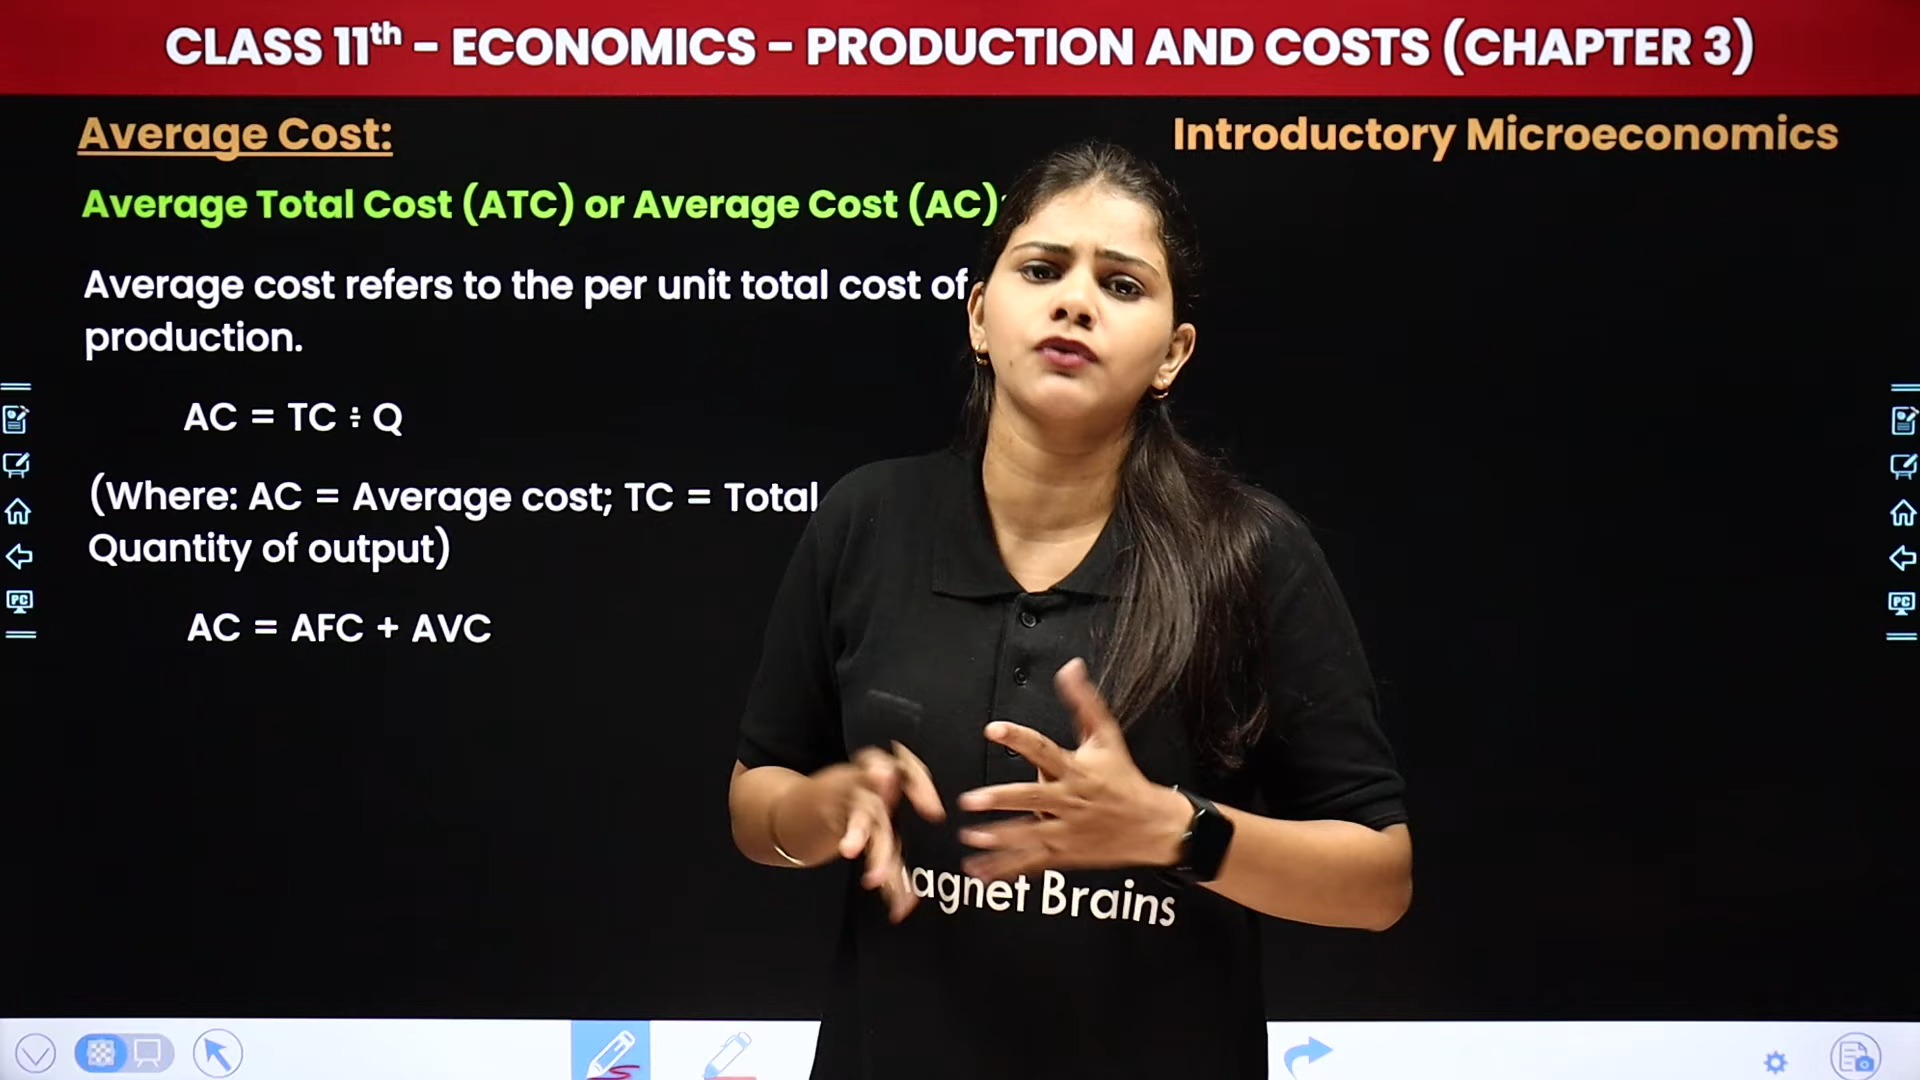 CLASS 11th - ECONOMICS - PRODUCTION AND COSTS (CHAPTER 3)
Average Cost:
Introductory Microeconomics
Average Total Cost (ATC) or Average Cost (AC):
Average cost refers to the per unit total cost of
production.
AC = TC ÷ Q
(Where: AC = Average cost; TC = Total
Quantity of output)
AC = AFC + AVC
PC
PC
Brains